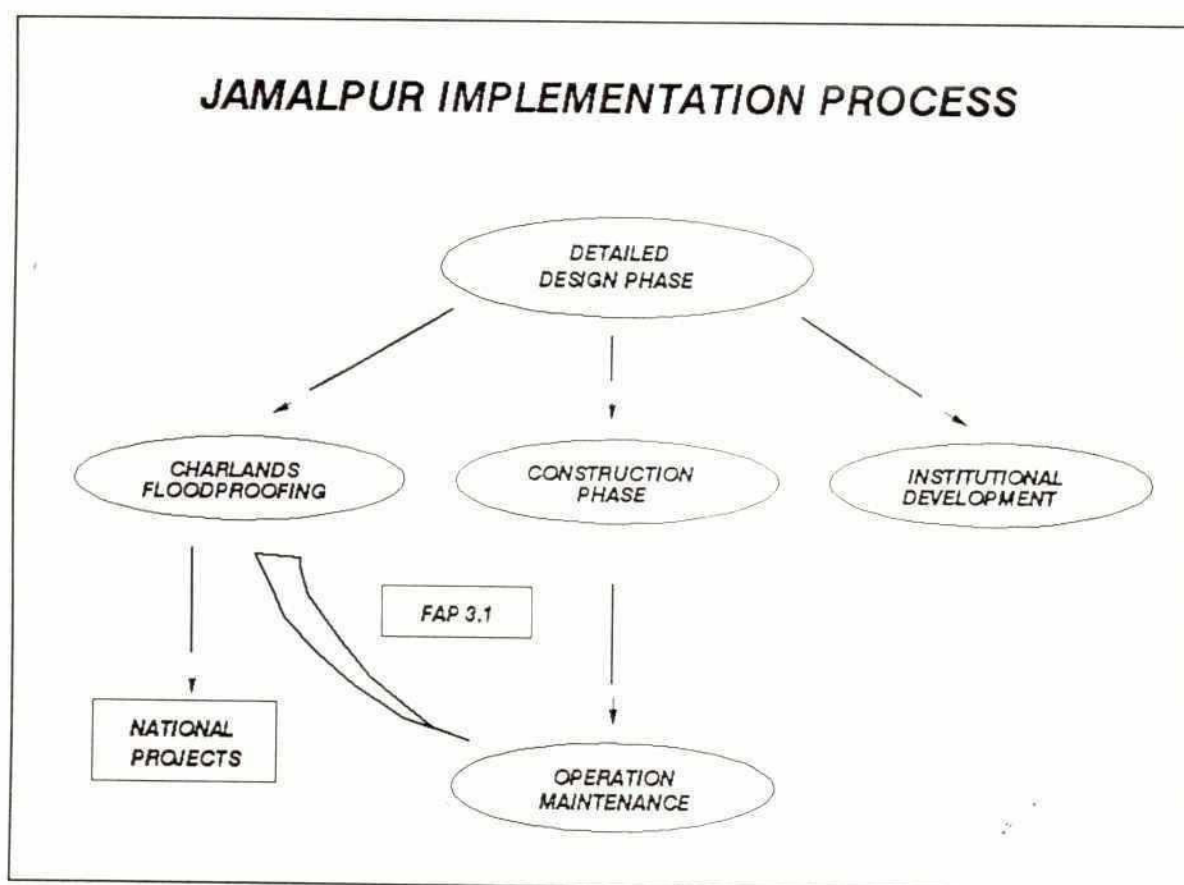 JAMALPUR IMPLEMENTATION PROCESS
DETAILED
DESIGN PHASE
CHARLANDS
FLOODPROOFING
CONSTRUCTION
PHASE
INSTITUTIONAL
DEVELOPMENT
FAP 3.1
NATIONAL
PROJECTS
OPERATION
MAINTENANCE